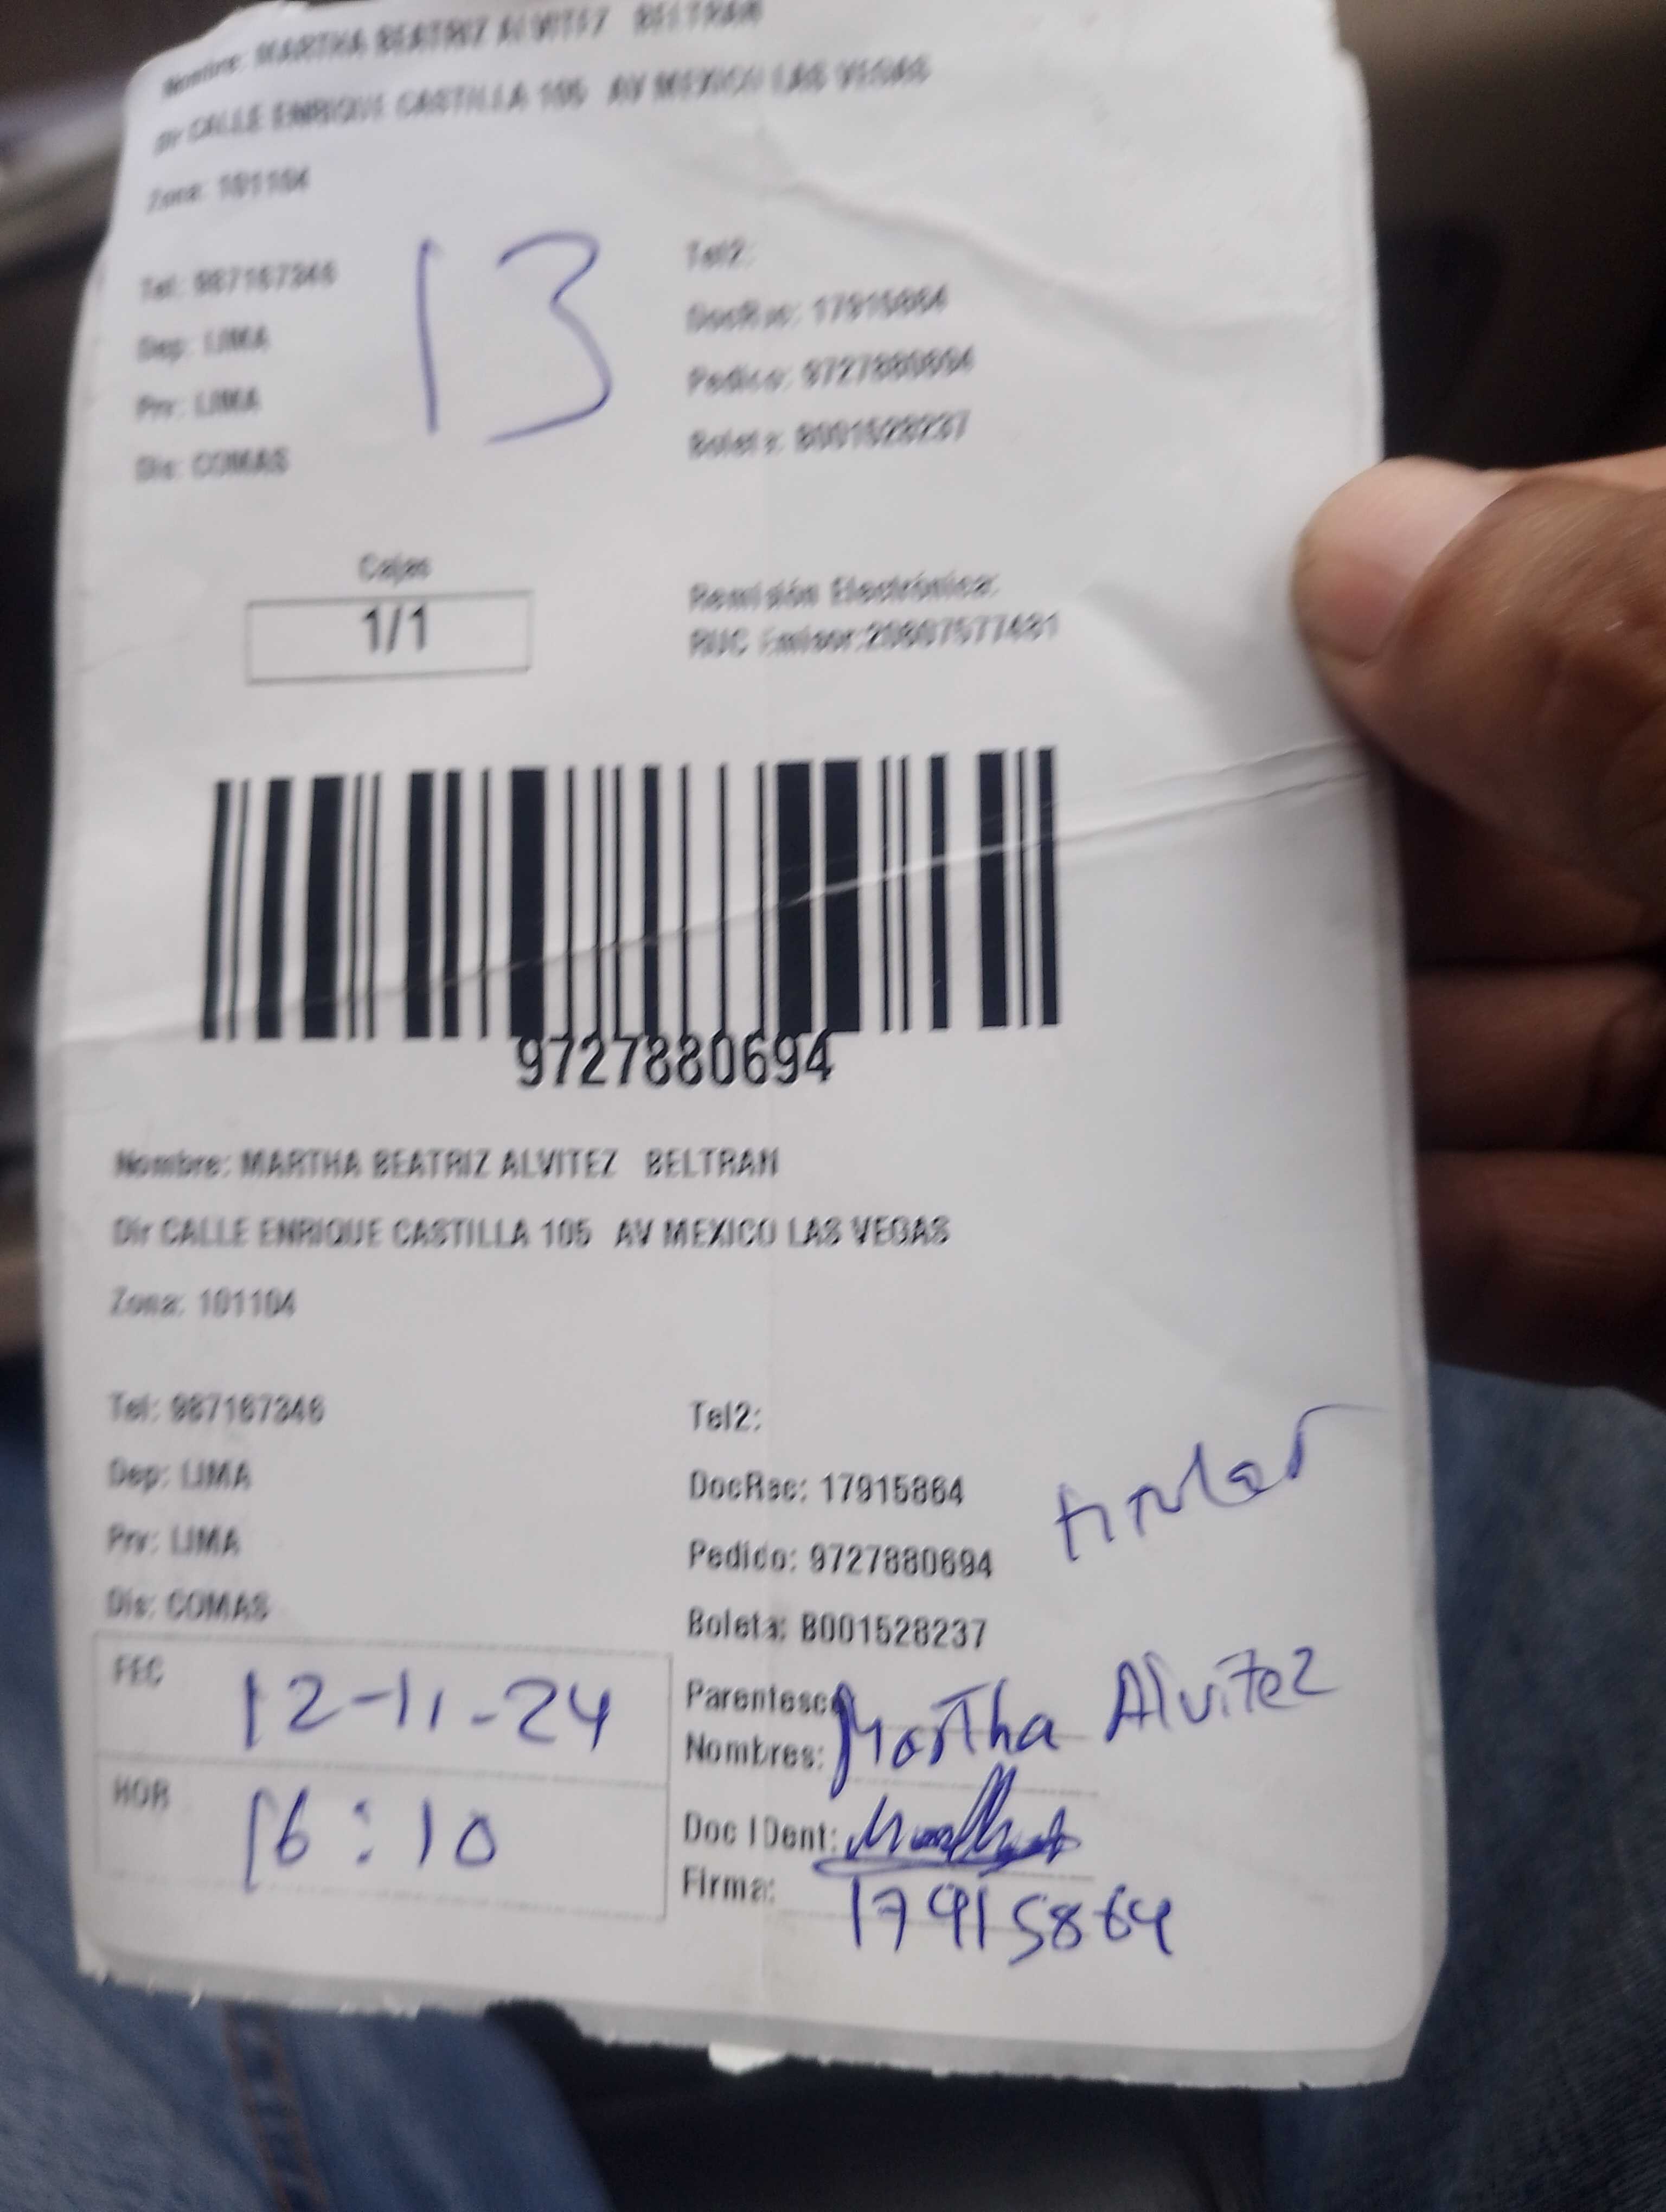 Nombre: MARTHA BEATRIZ ALVITEZ BELTRAN
Dir CALLE ENRIQUE CASTILLA 105 AV MEXICO LAS VEGAS
Zona: 101104
13
Tel: 987167346 Tel2:
Dep: LIMA DocRec: 17915864
Prv: LIMA Pedido: 9727880694
Dis: COMAS Boleta: B001528237
Cajas
1/1
Remisión Electrónica:
RUC Emisor:
9727880694
Nombre: MARTHA BEATRIZ ALVITEZ BELTRAN
Dir CALLE ENRIQUE CASTILLA 105 AV MEXICO LAS VEGAS
Zona: 101104
Tel: 987167346 Tel2:
Dep: LIMA DocRec: 17915864
titular
Prv: LIMA Pedido: 9727880694
Dis: COMAS Boleta: B001528237
FEC 12-11-24
HOR 16:10
Parentesco
Nombres: Martha Alvitez
Doc IDent:
Firma: 17915864